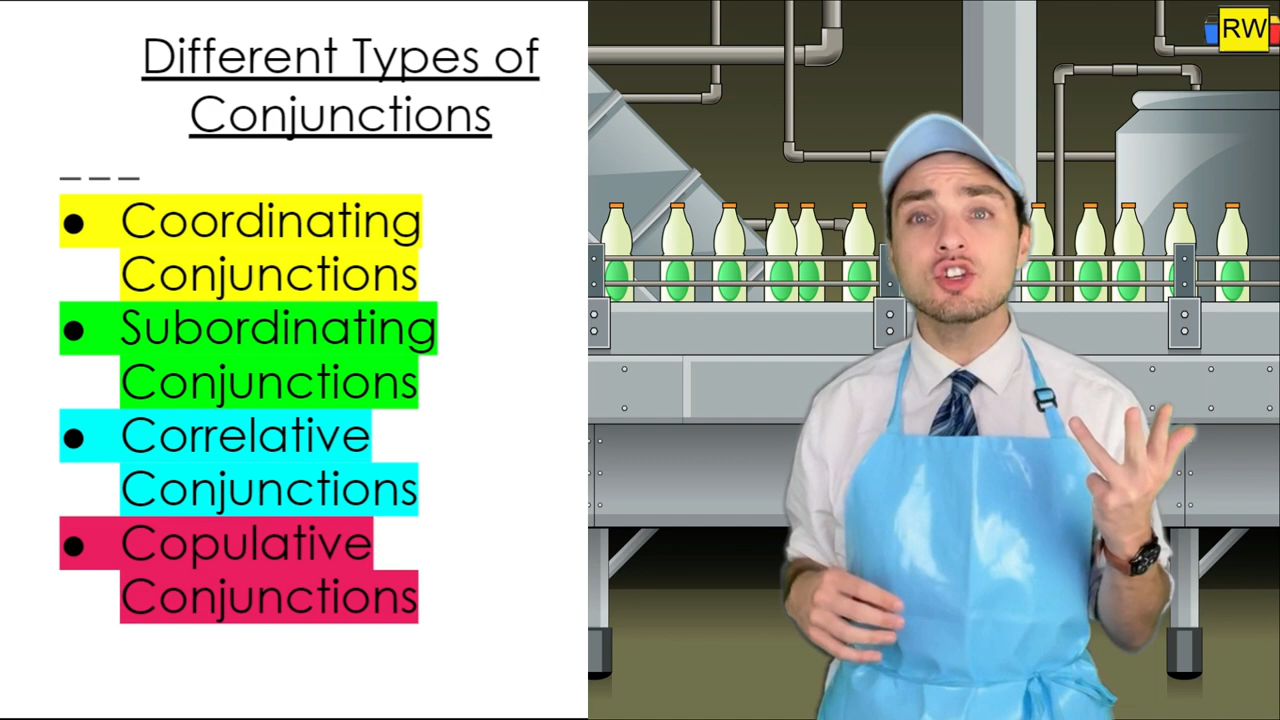 Different Types of
Conjunctions
– – –
● Coordinating
Conjunctions
● Subordinating
Conjunctions
● Correlative
Conjunctions
● Copulative
Conjunctions
RW